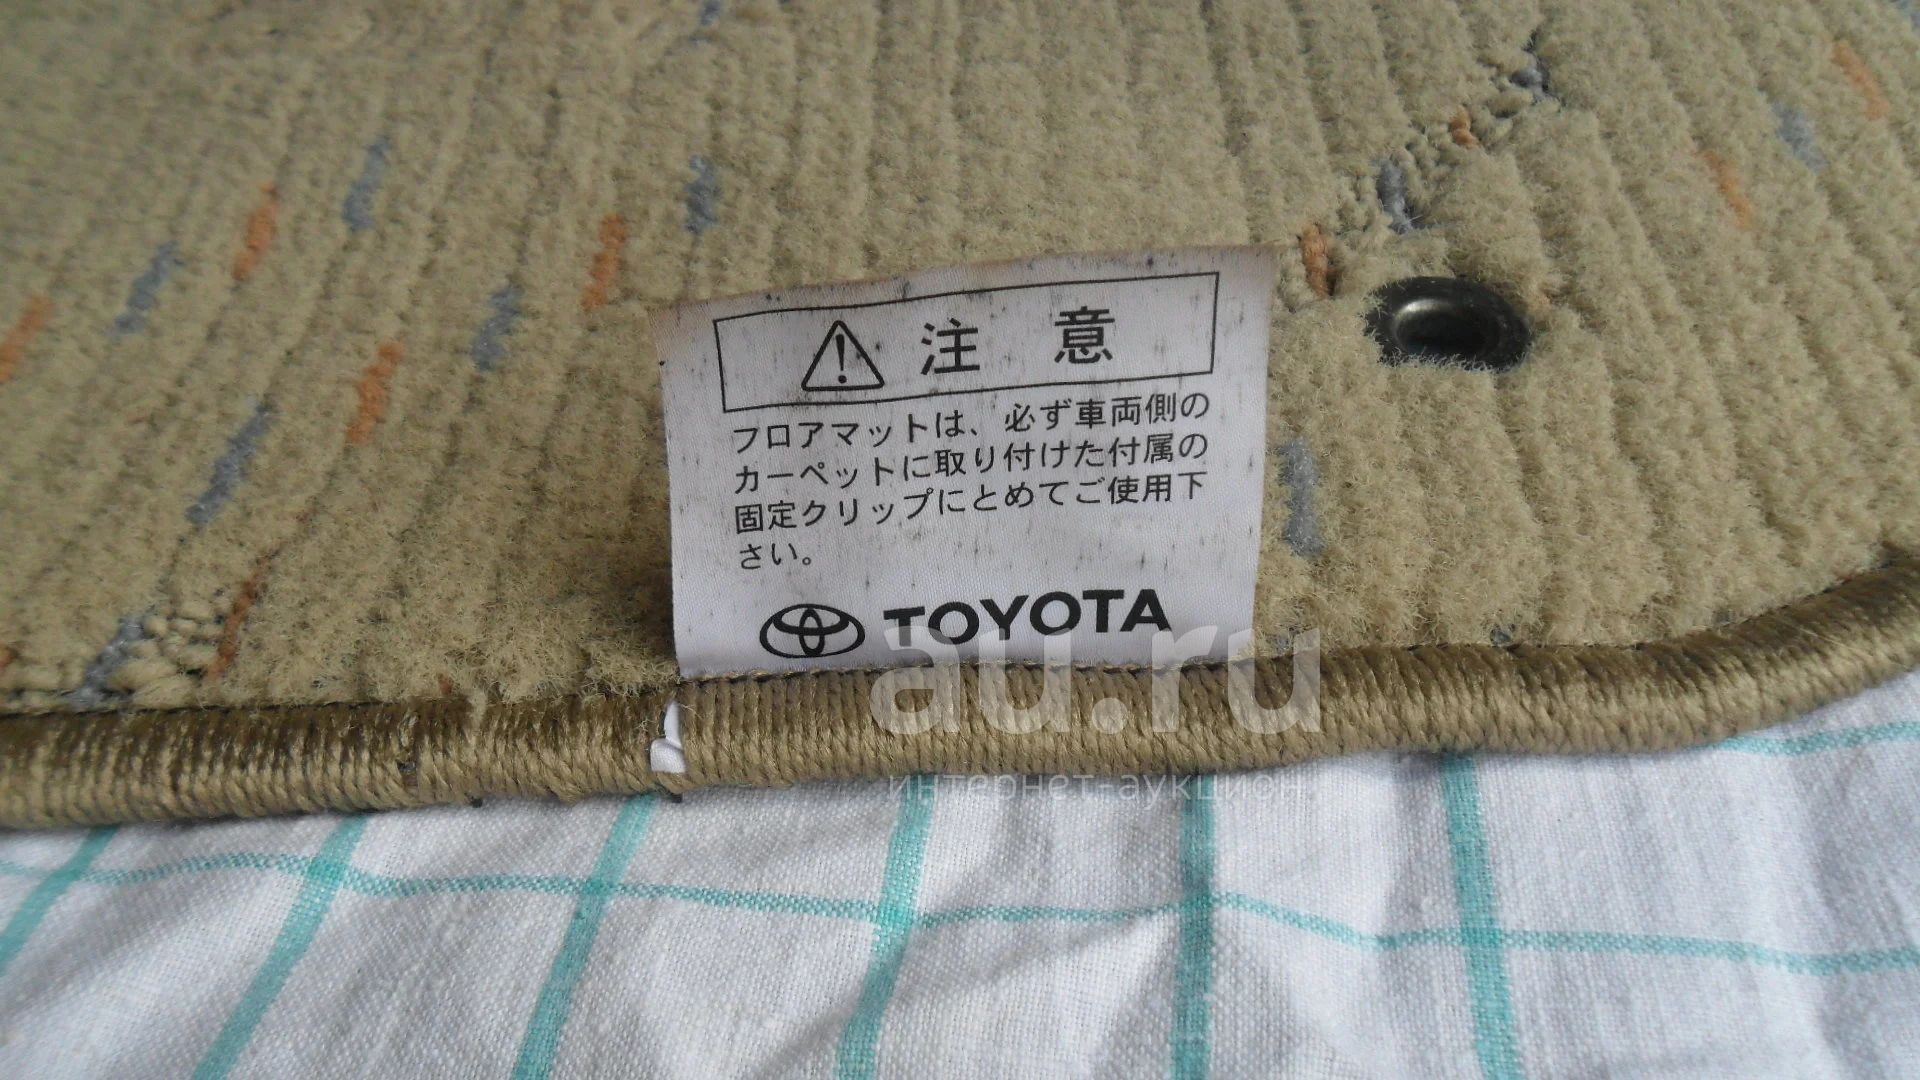 注 意
フロアマットは、必ず車両側の
カーペットに取り付けた付属の
固定クリップにとめてご使用下
さい。
TOYOTA
au.ru
интернет-аукцион